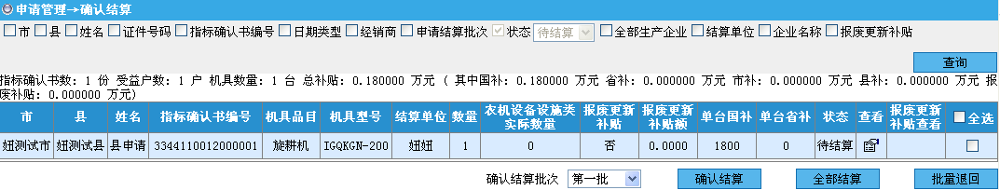 申请管理→确认结算
市 县 姓名 证件号码 指标确认书编号 日期类型 经销商 申请结算批次 状态 待结算 全部生产企业 结算单位 企业名称 报废更新补贴
查询
指标确认书数：1 份 受益户数：1 户 机具数量：1 台 总补贴：0.180000 万元（ 其中国补：0.180000 万元 省补：0.000000 万元 市补：0.000000 万元 县补：0.000000 万元 报
废补贴：0.000000 万元）
市 县 姓名 指标确认书编号 机具品目 机具型号 结算单位 数量 农机设备设施类实际数量 报废更新补贴 报废更新补贴额 单台国补 单台省补 状态 查看 报废更新补贴查看 全选
妞测试市 妞测试县 县申请 3344110012000001 旋耕机 IGQKGN-200 妞妞 1 0 否 0.0000 1800 0 待结算
确认结算批次 第一批 确认结算 全部结算 批量退回